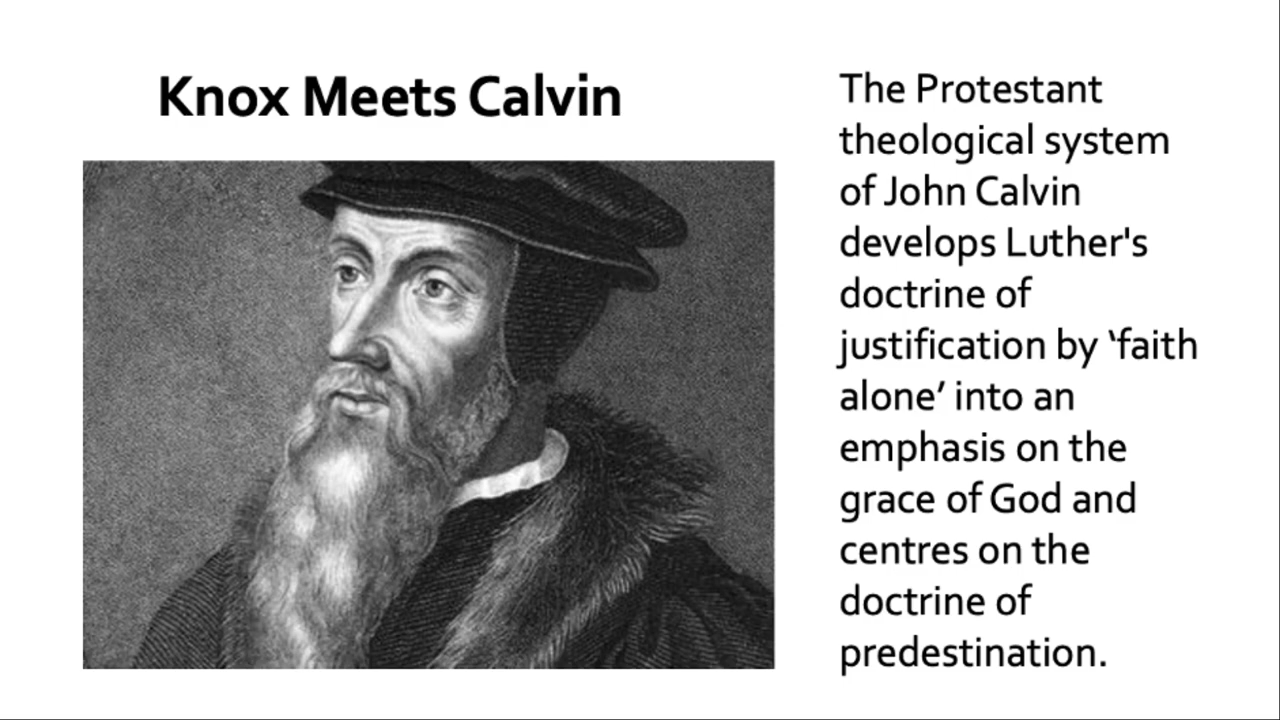 Knox Meets Calvin
The Protestant
theological system
of John Calvin
develops Luther's
doctrine of
justification by ‘faith
alone’ into an
emphasis on the
grace of God and
centres on the
doctrine of
predestination.